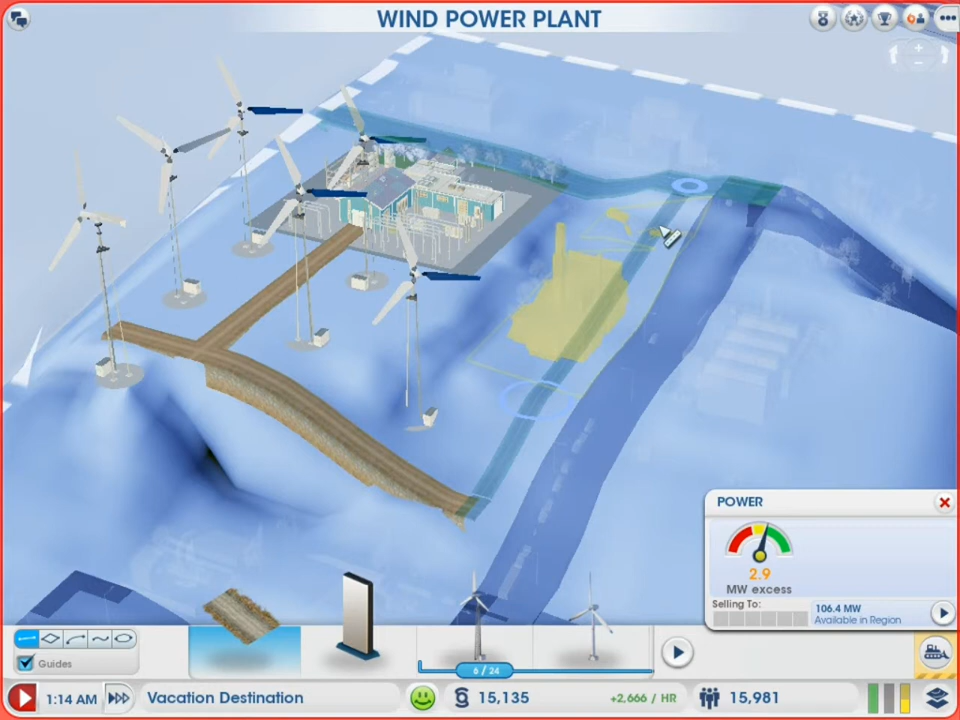 WIND POWER PLANT
POWER
2.9
MW excess
Selling To:
106.4 MW
Available in Region
Guides
6 / 24
1:14 AM
Vacation Destination
15,135
+2,666 / HR
15,981